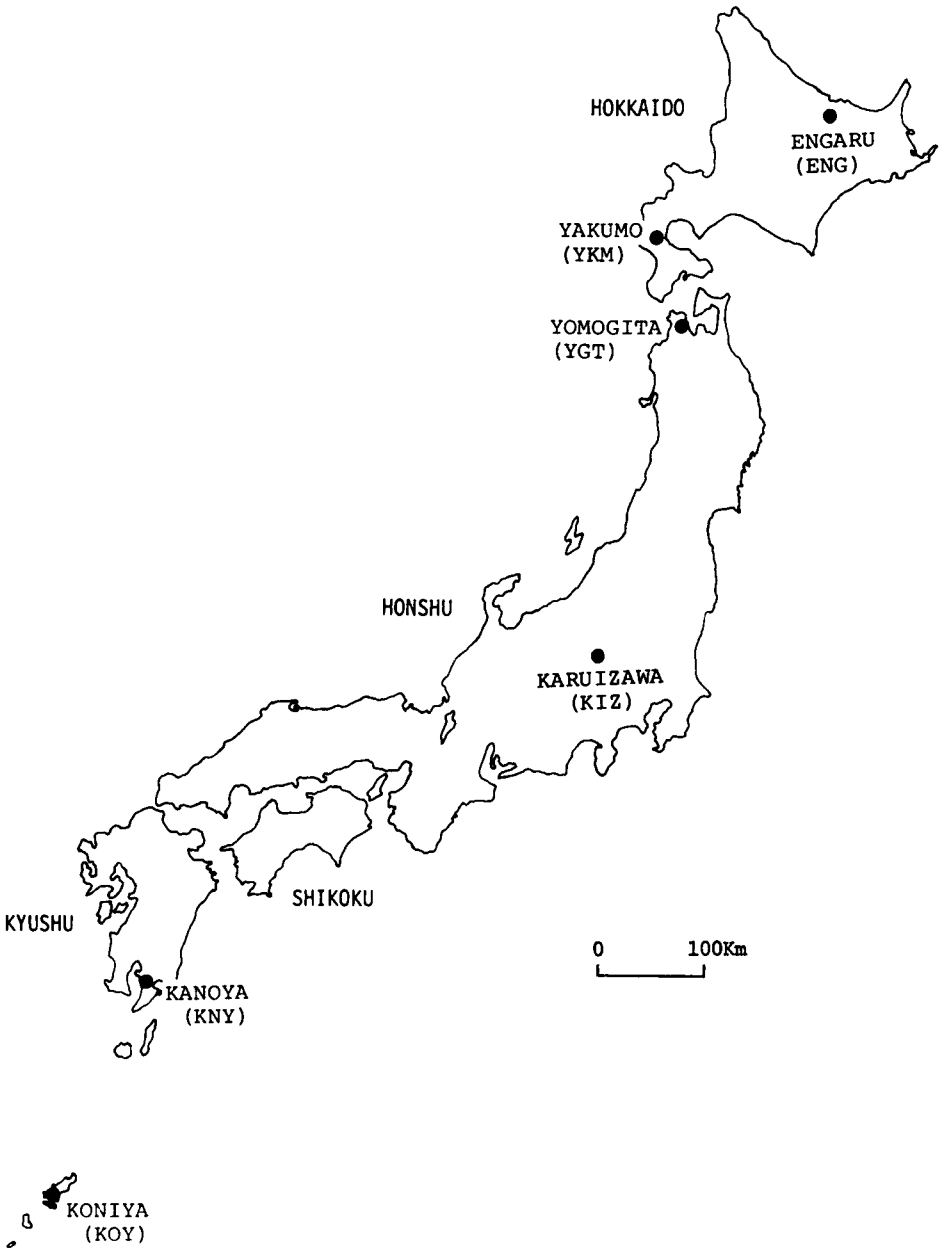 HOKKAIDO
ENGARU
(ENG)
YAKUMO
(YKM)
YOMOGITA
(YGT)
HONSHU
KARUIZAWA
(KIZ)
SHIKOKU
KYUSHU
0 100Km
KANOYA
(KNY)
KONIYA
(KOY)